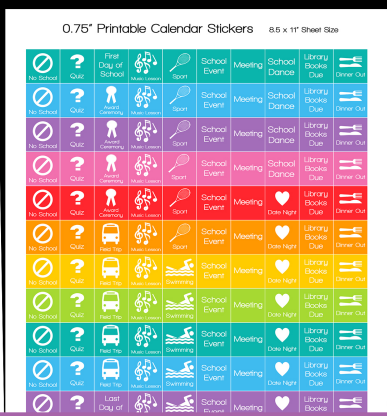 0.75" Printable Calendar Stickers 8.5 x 11" Sheet Size
No School Quiz First Day of School Music Lesson Sport School Event Meeting School Dance Library Books Due Dinner Out
No School Quiz Award Ceremony Music Lesson Sport School Event Meeting School Dance Library Books Due Dinner Out
No School Quiz Award Ceremony Music Lesson Sport School Event Meeting School Dance Library Books Due Dinner Out
No School Quiz Award Ceremony Music Lesson Sport School Event Meeting School Dance Library Books Due Dinner Out
No School Quiz Award Ceremony Music Lesson Sport School Event Meeting Date Night Library Books Due Dinner Out
No School Quiz Field Trip Music Lesson Sport School Event Meeting Date Night Library Books Due Dinner Out
No School Quiz Field Trip Music Lesson Swimming School Event Meeting Date Night Library Books Due Dinner Out
No School Quiz Field Trip Music Lesson Swimming School Event Meeting Date Night Library Books Due Dinner Out
No School Quiz Field Trip Music Lesson Swimming School Event Meeting Date Night Library Books Due Dinner Out
No School Quiz Field Trip Music Lesson Swimming School Event Meeting Date Night Library Books Due Dinner Out
Last Day of School Meeting Library Books